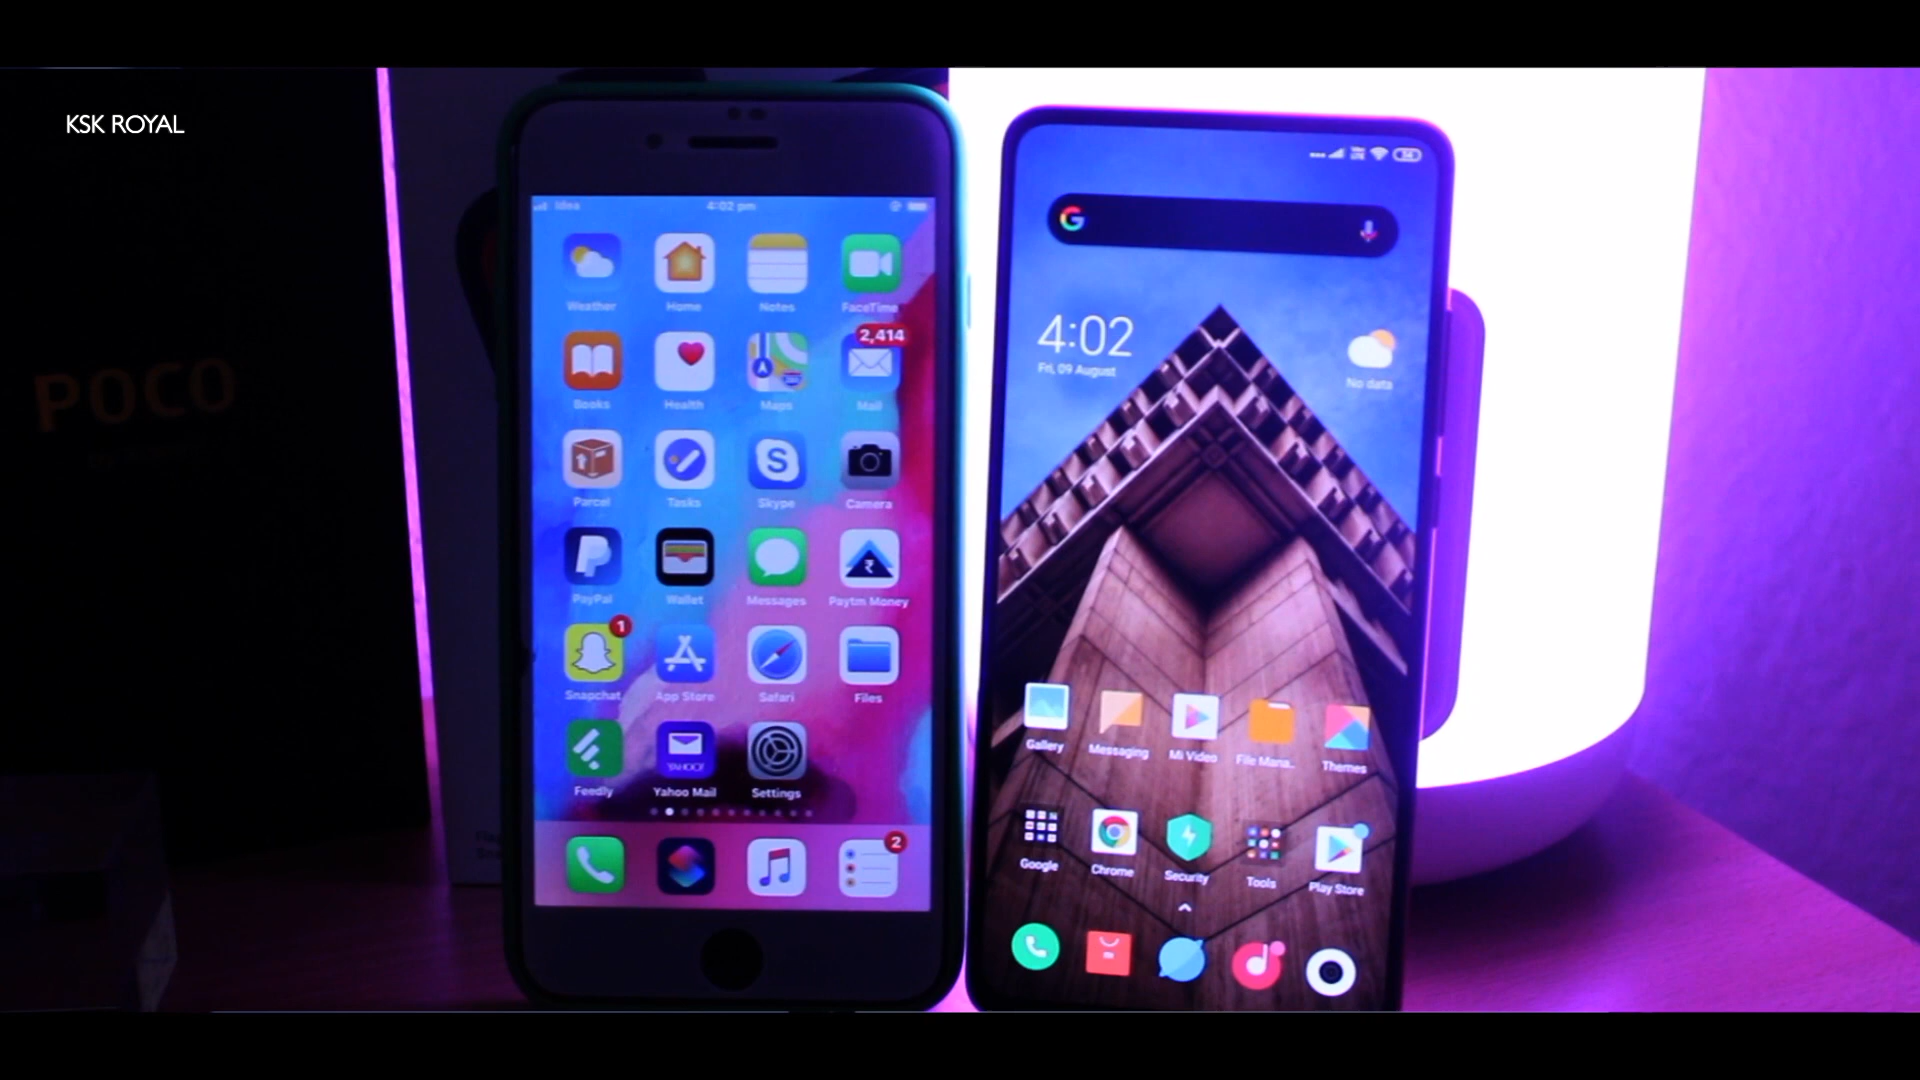 KSK ROYAL
POCO
Idea 4:02 pm
Weather Home Notes FaceTime
2,414
Books Health Maps Mail
Parcel Tasks Skype Camera
PayPal Wallet Messages Paytm Money
1
Snapchat App Store Safari Files
YAHOO!
Feedly Yahoo Mail Settings
2
4:02
Fri, 09 August
No data
Gallery Messaging Mi Video File Mana.. Themes
Google Chrome Security Tools Play Store